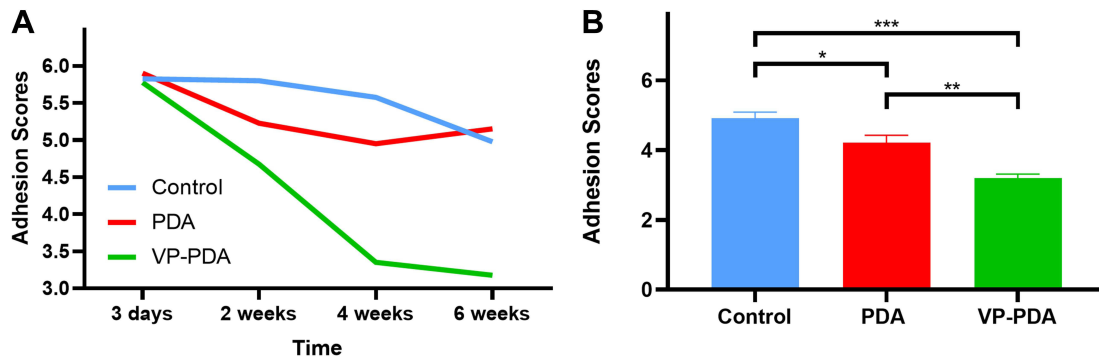 A
Adhesion Scores
6.0
5.5
5.0
4.5
4.0
3.5
3.0
Control
PDA
VP-PDA
3 days 2 weeks 4 weeks 6 weeks
Time
B
Adhesion Scores
6
4
2
0
***
*
**
Control PDA VP-PDA